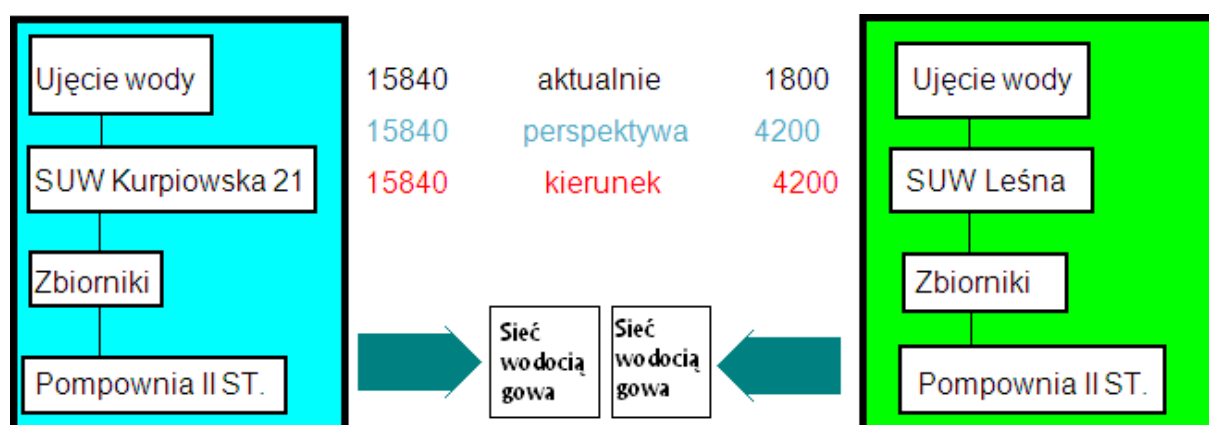 Ujęcie wody
SUW Kurpiowska 21
Zbiorniki
Pompownia II ST.
15840 aktualnie 1800
15840 perspektywa 4200
15840 kierunek 4200
Sieć
wodocią
gowa
Sieć
wodocią
gowa
Ujęcie wody
SUW Leśna
Zbiorniki
Pompownia II ST.